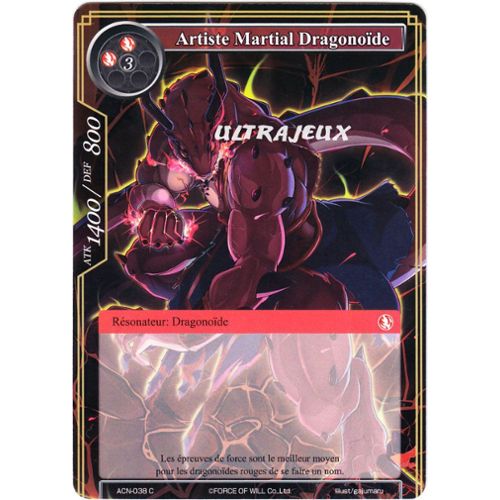 Artiste Martial Dragonoïde
3
ULTRAJEUX
ATK 1400 / DEF 800
Résonateur: Dragonoïde
Les épreuves de force sont le meilleur moyen
pour les dragonoïdes rouges de se faire un nom.
ACN-038 C ©FORCE OF WILL Co.,Ltd. Illust/gajumaru